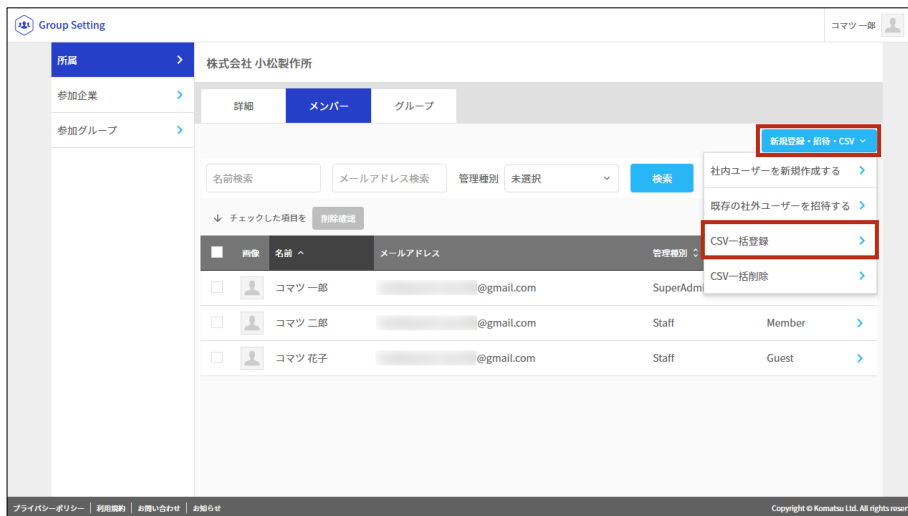 Group Setting
コマツ 一郎
所属
参加企業
参加グループ
株式会社 小松製作所
詳細
メンバー
グループ
新規登録・招待・CSV
社内ユーザーを新規作成する
既存の社外ユーザーを招待する
CSV一括登録
CSV一括削除
名前検索
メールアドレス検索
管理種別
未選択
検索
チェックした項目を
削除確認
画像
名前
メールアドレス
管理種別
コマツ 一郎
@gmail.com
SuperAdmi
コマツ 二郎
@gmail.com
Staff
Member
コマツ 花子
@gmail.com
Staff
Guest
プライバシーポリシー
利用規約
お問い合わせ
お知らせ
Copyright © Komatsu Ltd. All rights reser